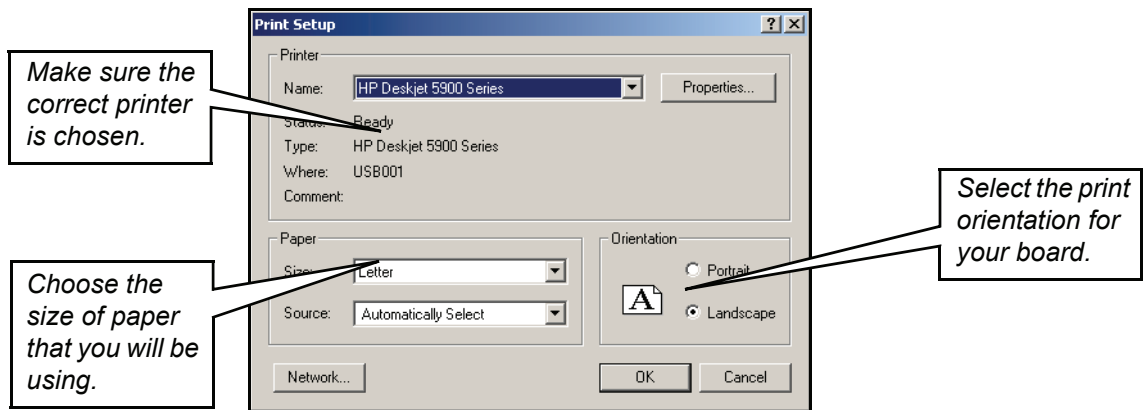 Print Setup
Make sure the
correct printer
is chosen.
Printer
Name: HP Deskjet 5900 Series Properties...
Status: Ready
Type: HP Deskjet 5900 Series
Where: USB001
Comment:
Select the print
orientation for
your board.
Paper
Size: Letter
Source: Automatically Select
Orientation
A
Portrait
Landscape
Choose the
size of paper
that you will be
using.
Network...
OK
Cancel